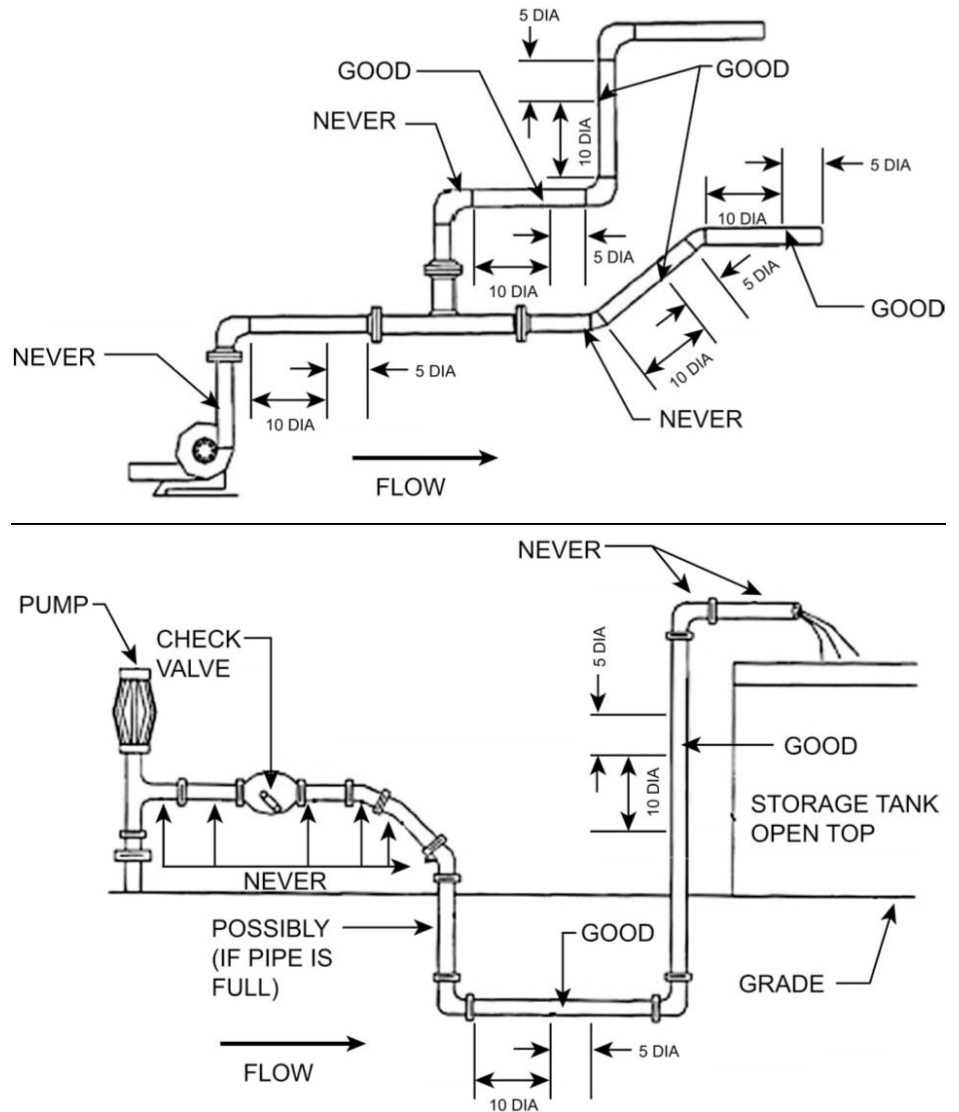 5 DIA
GOOD
GOOD
NEVER
10 DIA
5 DIA
10 DIA
5 DIA
10 DIA
5 DIA
GOOD
NEVER
5 DIA
10 DIA
10 DIA
NEVER
FLOW
NEVER
PUMP
CHECK
VALVE
5 DIA
GOOD
10 DIA
STORAGE TANK
OPEN TOP
NEVER
POSSIBLY
(IF PIPE IS
FULL)
GOOD
GRADE
FLOW
5 DIA
10 DIA